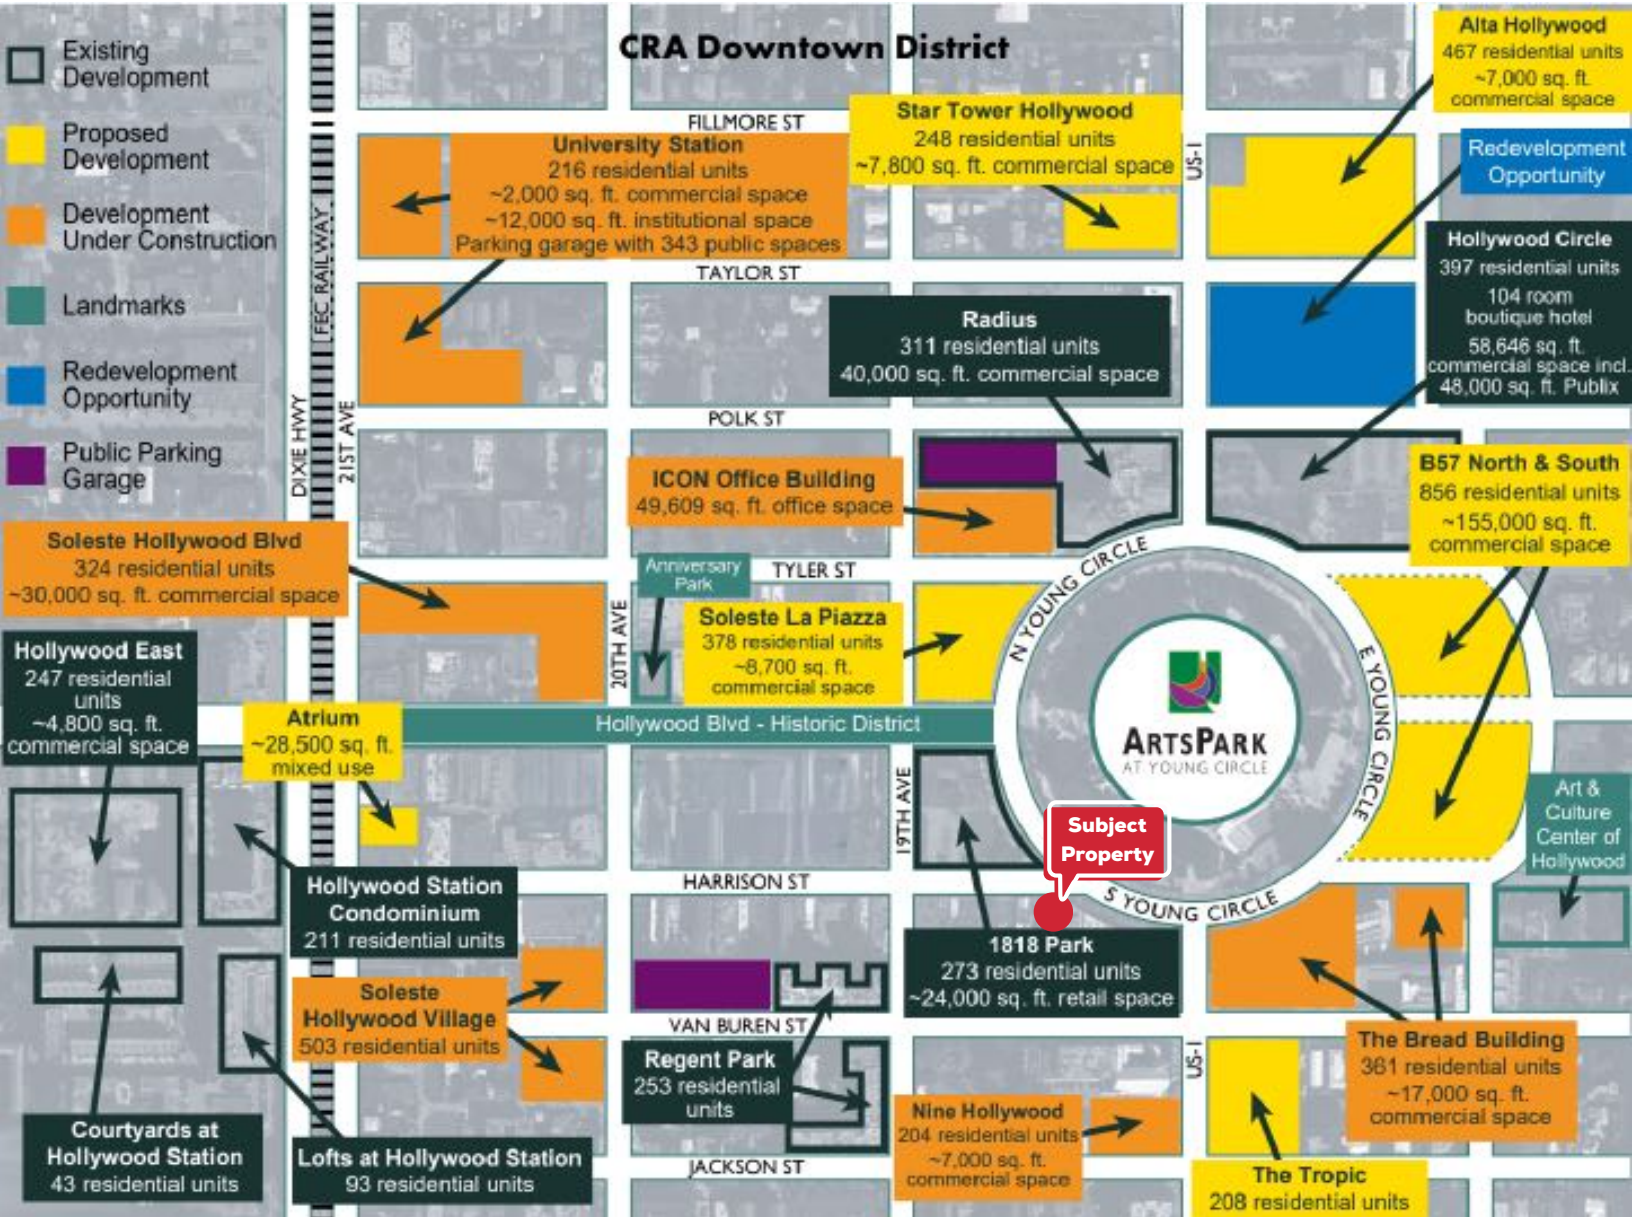 CRA Downtown District
Existing
Development
Proposed
Development
Development
Under Construction
Landmarks
Redevelopment
Opportunity
Public Parking
Garage
Alta Hollywood
467 residential units
~7,000 sq. ft.
commercial space
FILLMORE ST
Star Tower Hollywood
248 residential units
~7,800 sq. ft. commercial space
US-1
Redevelopment
Opportunity
University Station
216 residential units
~2,000 sq. ft. commercial space
~12,000 sq. ft. institutional space
Parking garage with 343 public spaces
FEC RAILWAY
TAYLOR ST
Hollywood Circle
397 residential units
104 room
boutique hotel
58,646 sq. ft.
commercial space incl.
48,000 sq. ft. Publix
Radius
311 residential units
40,000 sq. ft. commercial space
DIXIE HWY
21ST AVE
POLK ST
ICON Office Building
49,609 sq. ft. office space
B57 North & South
856 residential units
~155,000 sq. ft.
commercial space
Soleste Hollywood Blvd
324 residential units
~30,000 sq. ft. commercial space
Anniversary
Park
TYLER ST
N YOUNG CIRCLE
20TH AVE
Soleste La Piazza
378 residential units
~8,700 sq. ft.
commercial space
E YOUNG CIRCLE
Hollywood East
247 residential
units
~4,800 sq. ft.
commercial space
Atrium
~28,500 sq. ft.
mixed use
Hollywood Blvd - Historic District
ARTSPARK
AT YOUNG CIRCLE
19TH AVE
Art &
Culture
Center of
Hollywood
Subject
Property
Hollywood Station
Condominium
211 residential units
HARRISON ST
S YOUNG CIRCLE
1818 Park
273 residential units
~24,000 sq. ft. retail space
Soleste
Hollywood Village
503 residential units
VAN BUREN ST
Regent Park
253 residential
units
US-1
The Bread Building
361 residential units
~17,000 sq. ft.
commercial space
Nine Hollywood
204 residential units
~7,000 sq. ft.
commercial space
Courtyards at
Hollywood Station
43 residential units
Lofts at Hollywood Station
93 residential units
JACKSON ST
The Tropic
208 residential units